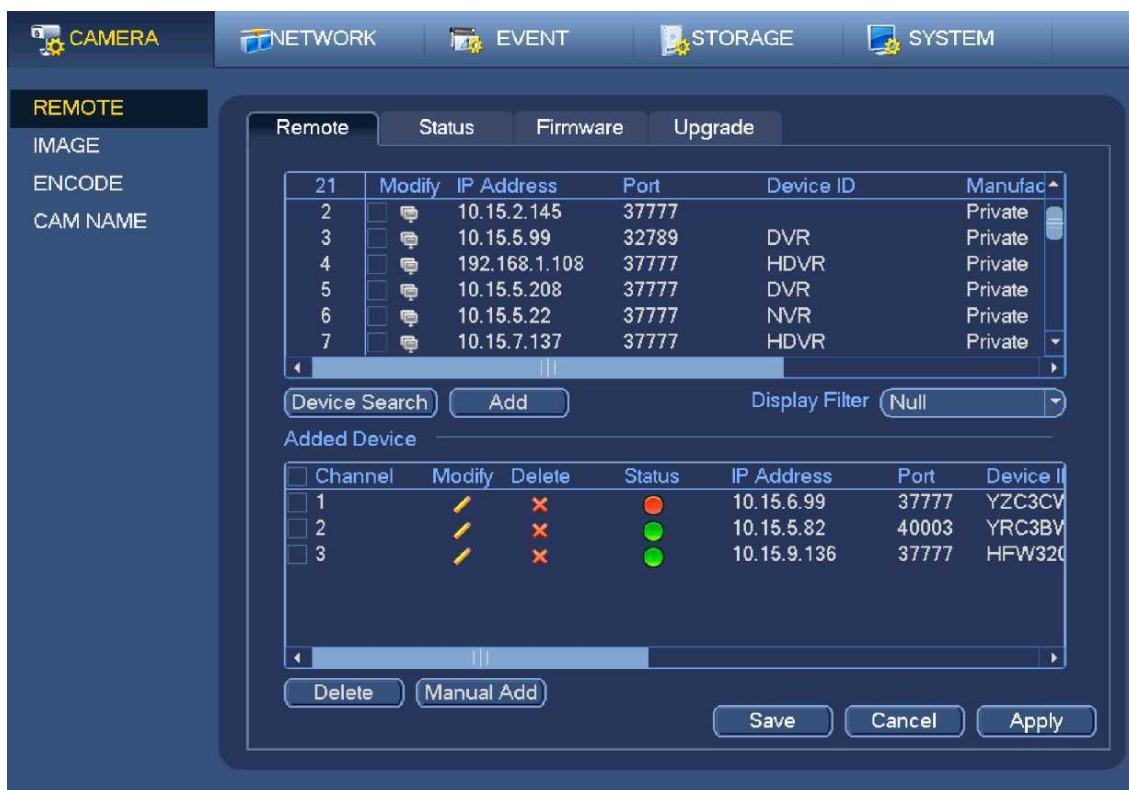 CAMERA NETWORK EVENT STORAGE SYSTEM
REMOTE
IMAGE
ENCODE
CAM NAME
Remote Status Firmware Upgrade
21 Modify IP Address Port Device ID Manufac
2 10.15.2.145 37777 Private
3 10.15.5.99 32789 DVR Private
4 192.168.1.108 37777 HDVR Private
5 10.15.5.208 37777 DVR Private
6 10.15.5.22 37777 NVR Private
7 10.15.7.137 37777 HDVR Private
Device Search Add Display Filter Null
Added Device
Channel Modify Delete Status IP Address Port Device I
1 10.15.6.99 37777 YZC3CV
2 10.15.5.82 40003 YRC3BV
3 10.15.9.136 37777 HFW320
Delete Manual Add
Save Cancel Apply